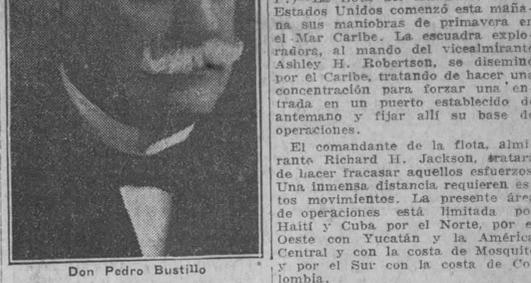 Don Pedro Bustillo
Estados Unidos comenzó esta maña-
na sus maniobras de primavera en
el Mar Caribe. La escuadra explo-
radora, al mando del vicealmirante
Ashley H. Robertson, se diseminó
por el Caribe, tratando de hacer una
concentración para forzar una en-
trada en un puerto establecido de
antemano y fijar allí su base de
operaciones.
El comandante de la flota, almi-
rante Richard H. Jackson, tratará
de hacer fracasar aquellos esfuerzos.
Una inmensa distancia requieren es-
tos movimientos. La presente área
de operaciones está limitada por
Haití y Cuba por el Norte, por el
Oeste con Yucatán y la América
Central y con la costa de Mosquito
y por el Sur con la costa de Co-
lombia.